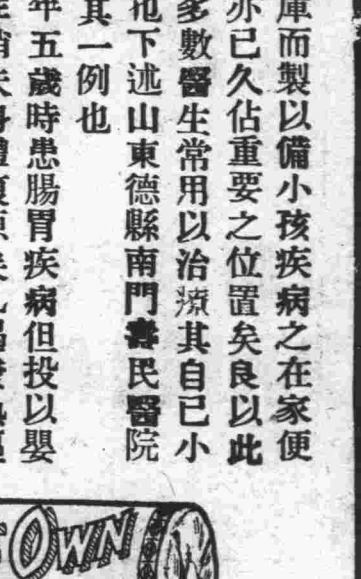 庫而製以備小孩疾病之在家便
亦已久佔重要之位置矣良以此
多數醫生常用以治療其自已小
也下述山東德縣南門壽民醫院
其一例也
年五歲時患腸胃疾病但投以嬰
OWN